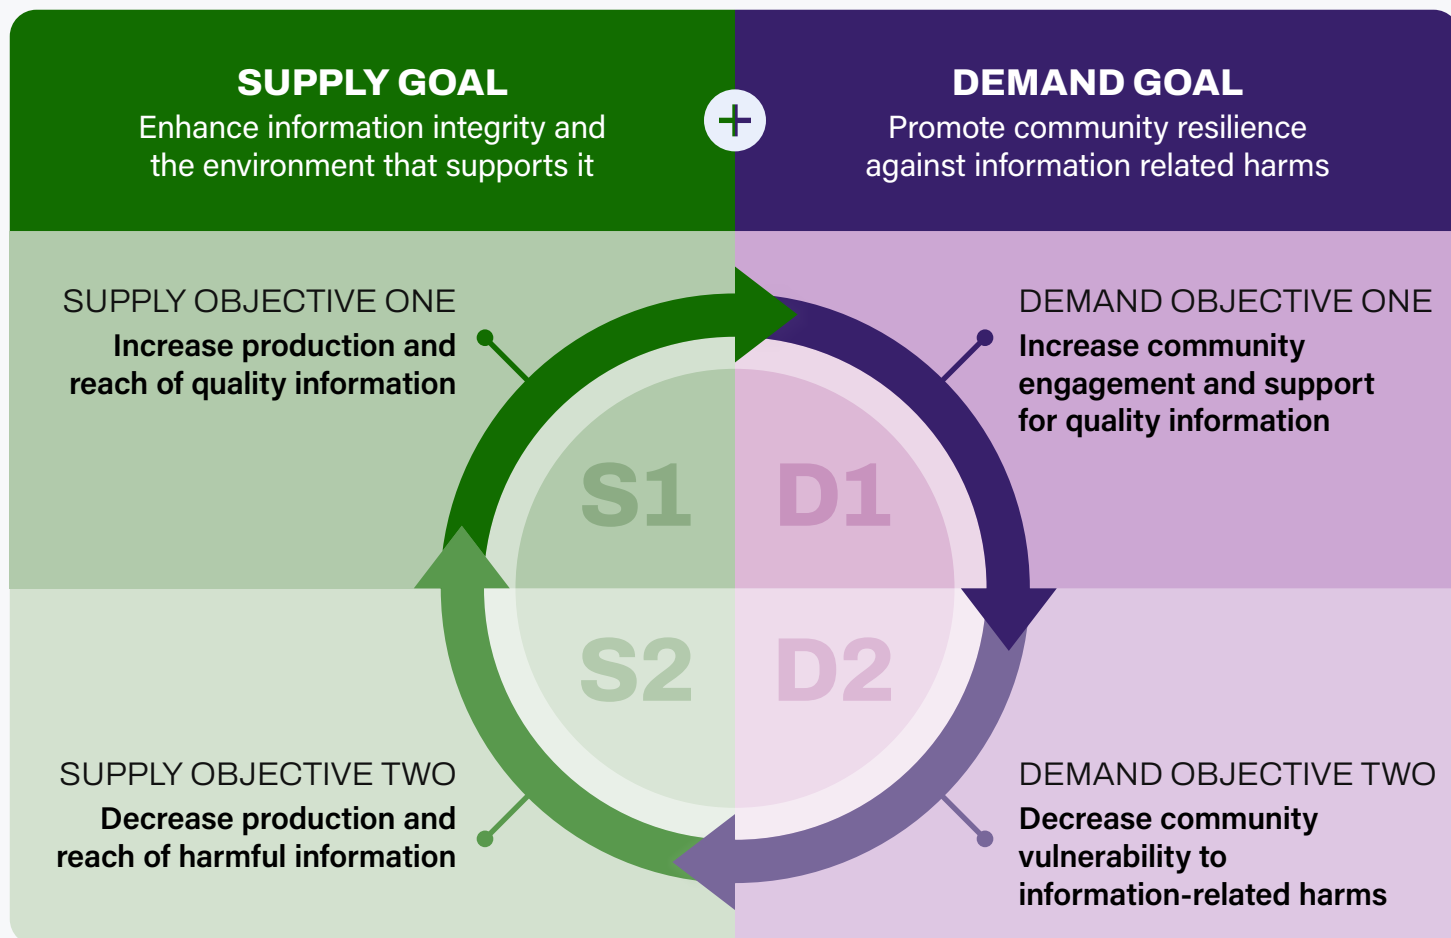 SUPPLY GOAL
Enhance information integrity and
the environment that supports it
+
DEMAND GOAL
Promote community resilience
against information related harms
SUPPLY OBJECTIVE ONE
Increase production and
reach of quality information
DEMAND OBJECTIVE ONE
Increase community
engagement and support
for quality information
S1
D1
S2
D2
SUPPLY OBJECTIVE TWO
Decrease production and
reach of harmful information
DEMAND OBJECTIVE TWO
Decrease community
vulnerability to
information-related harms